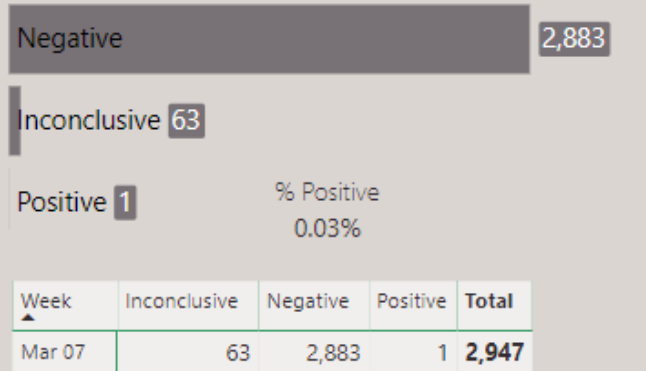 Negative 2,883
Inconclusive 63
Positive 1
% Positive
0.03%
Week Inconclusive Negative Positive Total
Mar 07 63 2,883 1 2,947